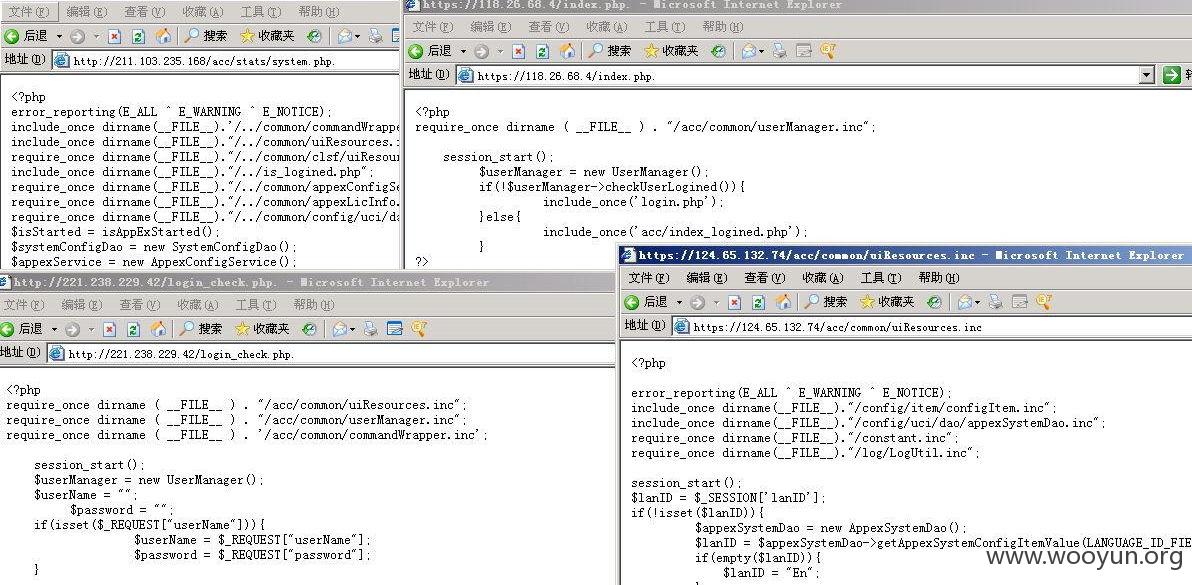 文件(F) 编辑(E) 查看(V) 收藏(A) 工具(T) 帮助(H)
后退 搜索 收藏夹
地址(D) http://211.103.235.168/acc/stats/system.php.
<?php
error_reporting(E_ALL ^ E_WARNING ^ E_NOTICE);
include_once dirname(__FILE__).'/../common/commandWrappe
include_once dirname(__FILE__)."/../common/uiResources.i
require_once dirname(__FILE__)."/../common/clsf/uiResou
include_once dirname(__FILE__)."/../is_logined.php";
require_once dirname(__FILE__)."/../common/appexConfigSe
require_once dirname(__FILE__)."/../common/appexLicInfo.
require_once dirname(__FILE__)."/../common/config/uci/da
$isStarted = isAppExStarted();
$systemConfigDao = new SystemConfigDao();
$appexService = new AppexConfigService();
https://118.26.68.4/index.php. - Microsoft Internet Explorer
文件(F) 编辑(E) 查看(V) 收藏(A) 工具(T) 帮助(H)
后退 搜索 收藏夹
地址(D) https://118.26.68.4/index.php.
<?php
require_once dirname ( __FILE__ ) . "/acc/common/userManager.inc";
session_start();
$userManager = new UserManager();
if(!$userManager->checkUserLogined()){
include_once('login.php');
}else{
include_once('acc/index_logined.php');
}
?>
http://221.238.229.42/login_check.php. - Microsoft Internet Explorer
文件(F) 编辑(E) 查看(V) 收藏(A) 工具(T) 帮助(H)
后退 搜索 收藏夹
地址(D) http://221.238.229.42/login_check.php.
<?php
require_once dirname ( __FILE__ ) . "/acc/common/uiResources.inc";
require_once dirname ( __FILE__ ) . "/acc/common/userManager.inc";
require_once dirname ( __FILE__ ) . '/acc/common/commandWrapper.inc';
session_start();
$userManager = new UserManager();
$userName = "";
$password = "";
if(isset($_REQUEST["userName"])){
$userName = $_REQUEST["userName"];
$password = $_REQUEST["password"];
}
https://124.65.132.74/acc/common/uiResources.inc - Microsoft Internet Explorer
文件(F) 编辑(E) 查看(V) 收藏(A) 工具(T) 帮助(H)
后退 搜索 收藏夹
地址(D) https://124.65.132.74/acc/common/uiResources.inc
<?php
error_reporting(E_ALL ^ E_WARNING ^ E_NOTICE);
include_once dirname(__FILE__)."/config/item/configItem.inc";
include_once dirname(__FILE__)."/config/uci/dao/appexSystemDao.inc";
require_once dirname(__FILE__)."/constant.inc";
require_once dirname(__FILE__)."/log/LogUtil.inc";
session_start();
$lanID = $_SESSION['lanID'];
if(!isset($lanID)){
$appexSystemDao = new AppexSystemDao();
$lanID = $appexSystemDao->getAppexSystemConfigItemValue(LANGUAGE_ID_FIE
if(empty($lanID)){
$lanID = "En";
www.wooyun.org